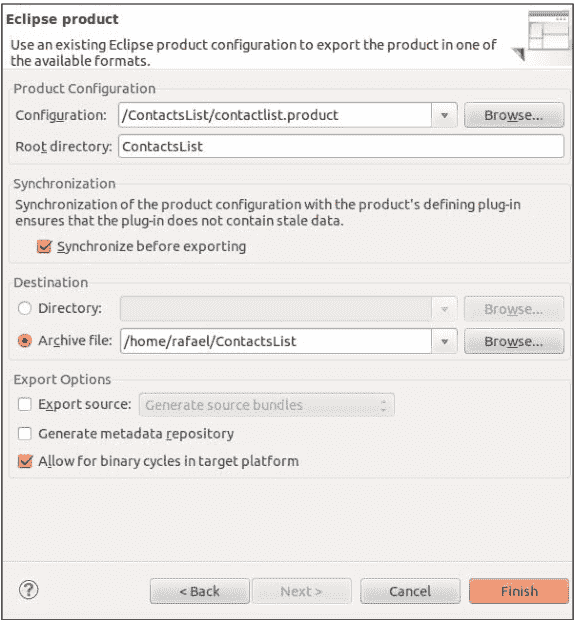 Eclipse product
Use an existing Eclipse product configuration to export the product in one of
the available formats.
Product Configuration
Configuration: /ContactsList/contactlist.product Browse...
Root directory: ContactsList
Synchronization
Synchronization of the product configuration with the product's defining plug-in
ensures that the plug-in does not contain stale data.
Synchronize before exporting
Destination
Directory: Browse...
Archive file: /home/rafael/ContactsList Browse...
Export Options
Export source: Generate source bundles
Generate metadata repository
Allow for binary cycles in target platform
? < Back Next > Cancel Finish